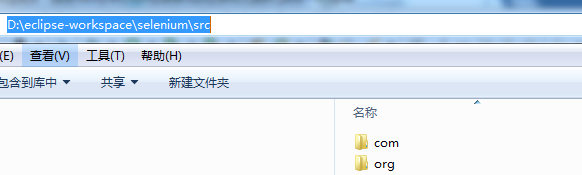 D:\eclipse-workspace\selenium\src
(E) 查看(V) 工具(T) 帮助(H)
包含到库中 共享 新建文件夹
名称
com
org